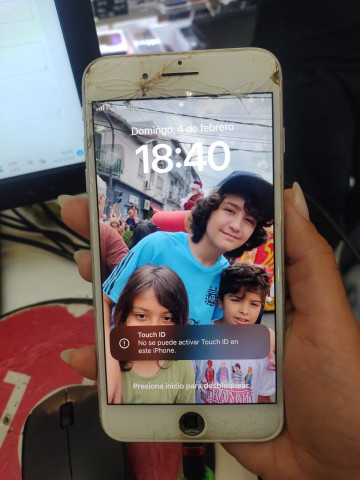 Domingo, 4 de febrero
18:40
Touch ID
No se puede activar Touch ID en
este iPhone.
Presiona inicio para desbloquear